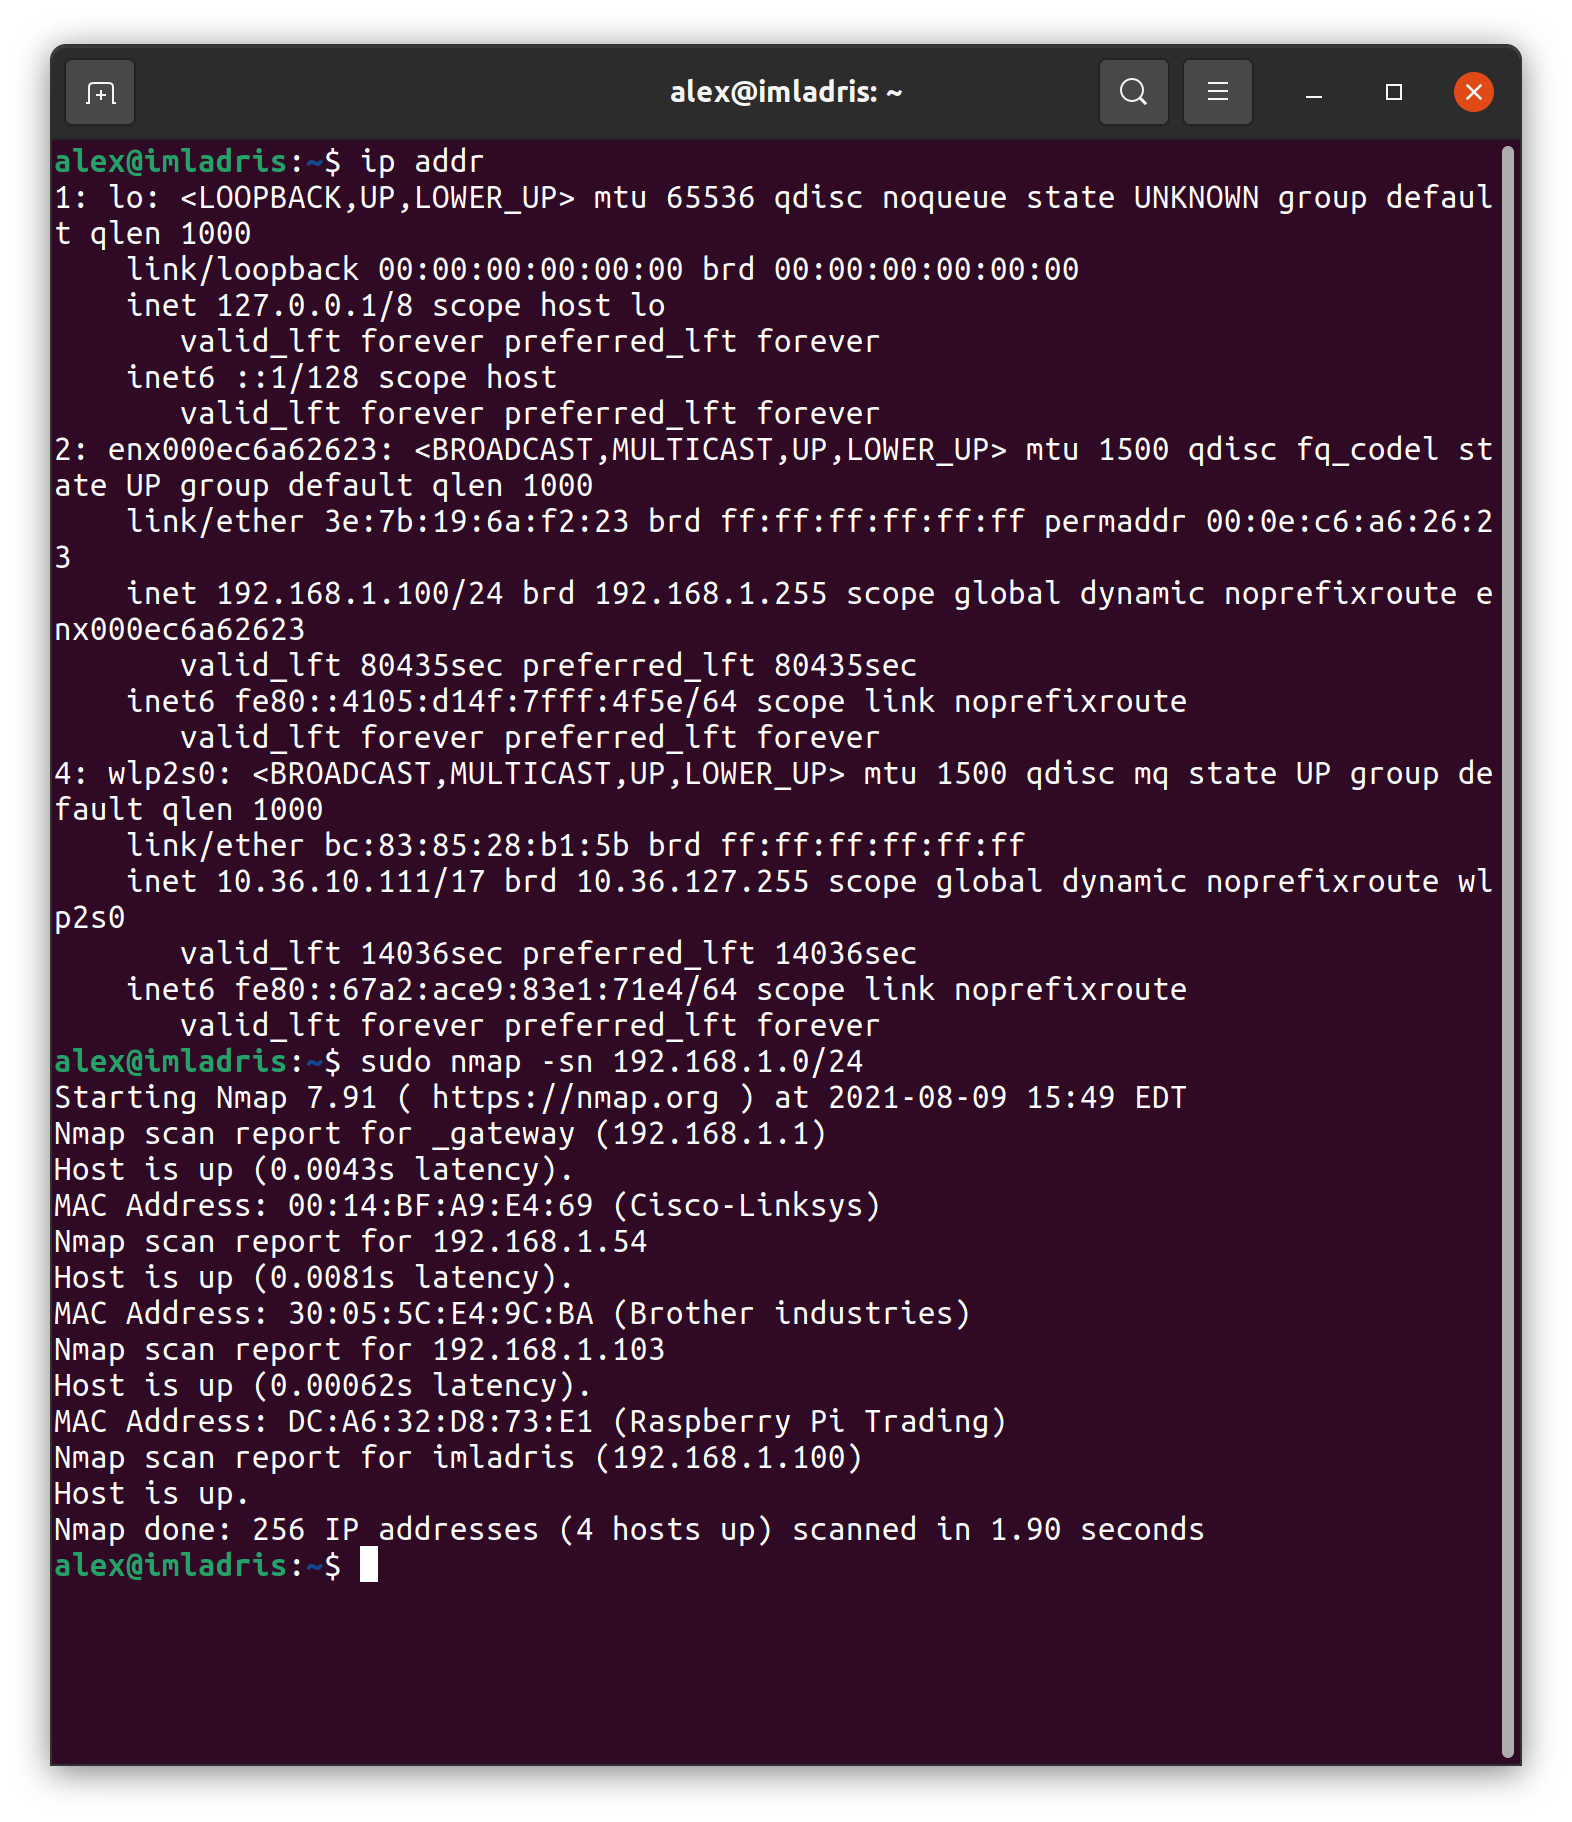 alex@imladris: ~
alex@imladris:~$ ip addr
1: lo: <LOOPBACK,UP,LOWER_UP> mtu 65536 qdisc noqueue state UNKNOWN group defaul
t qlen 1000
    link/loopback 00:00:00:00:00:00 brd 00:00:00:00:00:00
    inet 127.0.0.1/8 scope host lo
       valid_lft forever preferred_lft forever
    inet6 ::1/128 scope host
       valid_lft forever preferred_lft forever
2: enx000ec6a62623: <BROADCAST,MULTICAST,UP,LOWER_UP> mtu 1500 qdisc fq_codel st
ate UP group default qlen 1000
    link/ether 3e:7b:19:6a:f2:23 brd ff:ff:ff:ff:ff:ff permaddr 00:0e:c6:a6:26:2
3
    inet 192.168.1.100/24 brd 192.168.1.255 scope global dynamic noprefixroute e
nx000ec6a62623
       valid_lft 80435sec preferred_lft 80435sec
    inet6 fe80::4105:d14f:7fff:4f5e/64 scope link noprefixroute
       valid_lft forever preferred_lft forever
4: wlp2s0: <BROADCAST,MULTICAST,UP,LOWER_UP> mtu 1500 qdisc mq state UP group de
fault qlen 1000
    link/ether bc:83:85:28:b1:5b brd ff:ff:ff:ff:ff:ff
    inet 10.36.10.111/17 brd 10.36.127.255 scope global dynamic noprefixroute wl
p2s0
       valid_lft 14036sec preferred_lft 14036sec
    inet6 fe80::67a2:ace9:83e1:71e4/64 scope link noprefixroute
       valid_lft forever preferred_lft forever
alex@imladris:~$ sudo nmap -sn 192.168.1.0/24
Starting Nmap 7.91 ( https://nmap.org ) at 2021-08-09 15:49 EDT
Nmap scan report for _gateway (192.168.1.1)
Host is up (0.0043s latency).
MAC Address: 00:14:BF:A9:E4:69 (Cisco-Linksys)
Nmap scan report for 192.168.1.54
Host is up (0.0081s latency).
MAC Address: 30:05:5C:E4:9C:BA (Brother industries)
Nmap scan report for 192.168.1.103
Host is up (0.00062s latency).
MAC Address: DC:A6:32:D8:73:E1 (Raspberry Pi Trading)
Nmap scan report for imladris (192.168.1.100)
Host is up.
Nmap done: 256 IP addresses (4 hosts up) scanned in 1.90 seconds
alex@imladris:~$